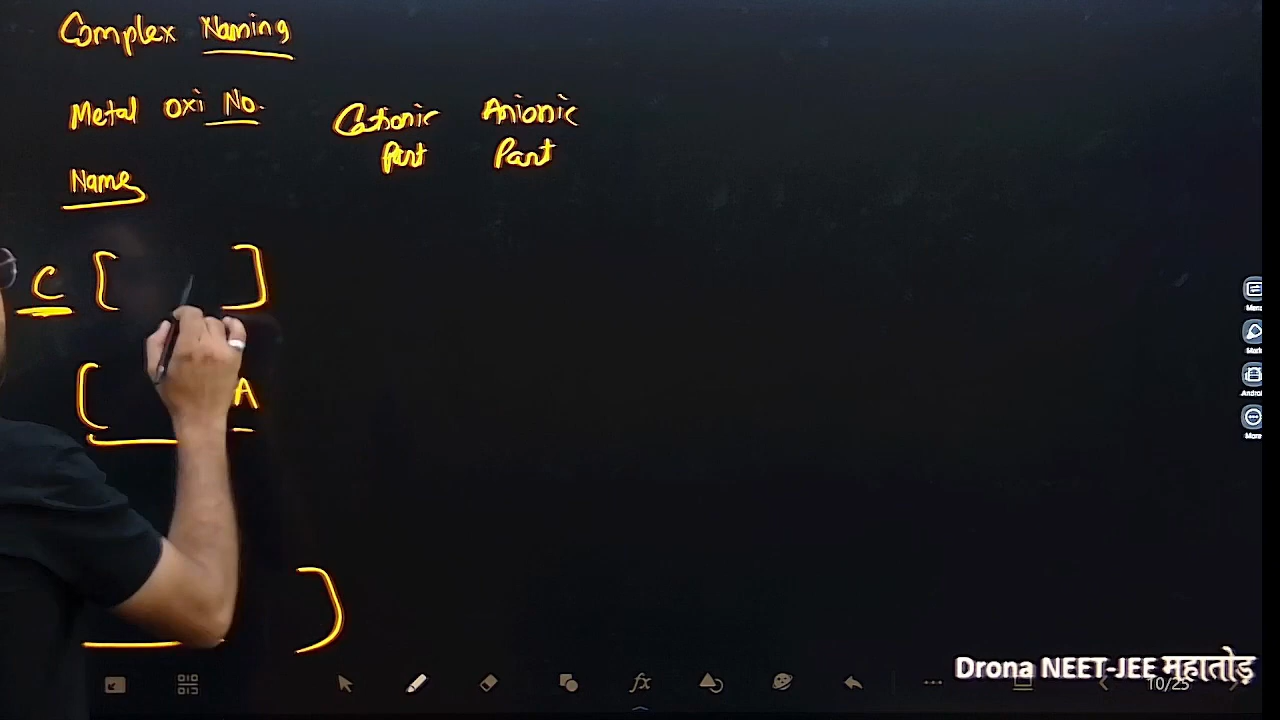 Complex Naming
Metal Oxi No.
Cationic Part
Anionic Part
Name
C [ ]
[ A
)
Drona NEET-JEE महातोड़
10/25